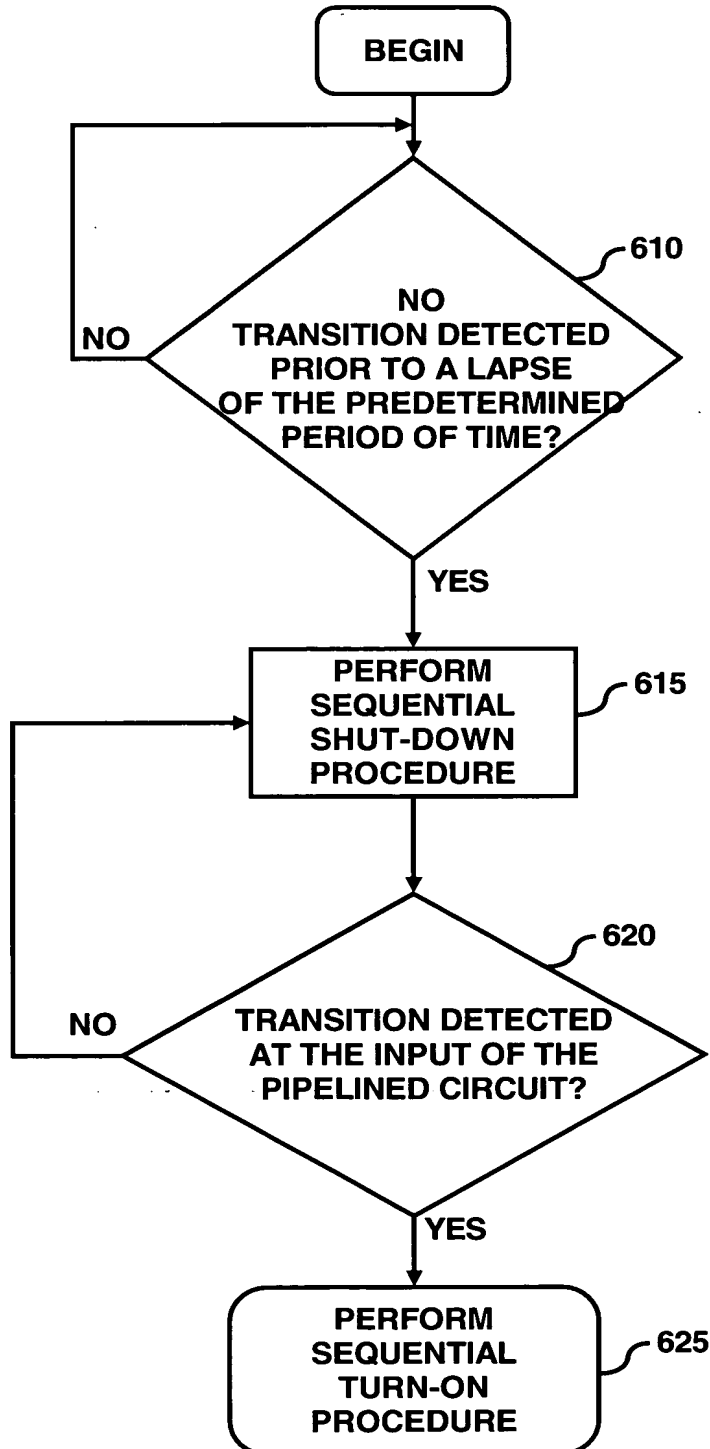 BEGIN
610
NO
TRANSITION DETECTED
PRIOR TO A LAPSE
OF THE PREDETERMINED
PERIOD OF TIME?
NO
YES
PERFORM
SEQUENTIAL
SHUT-DOWN
PROCEDURE
615
620
TRANSITION DETECTED
AT THE INPUT OF THE
PIPELINED CIRCUIT?
NO
YES
PERFORM
SEQUENTIAL
TURN-ON
PROCEDURE
625